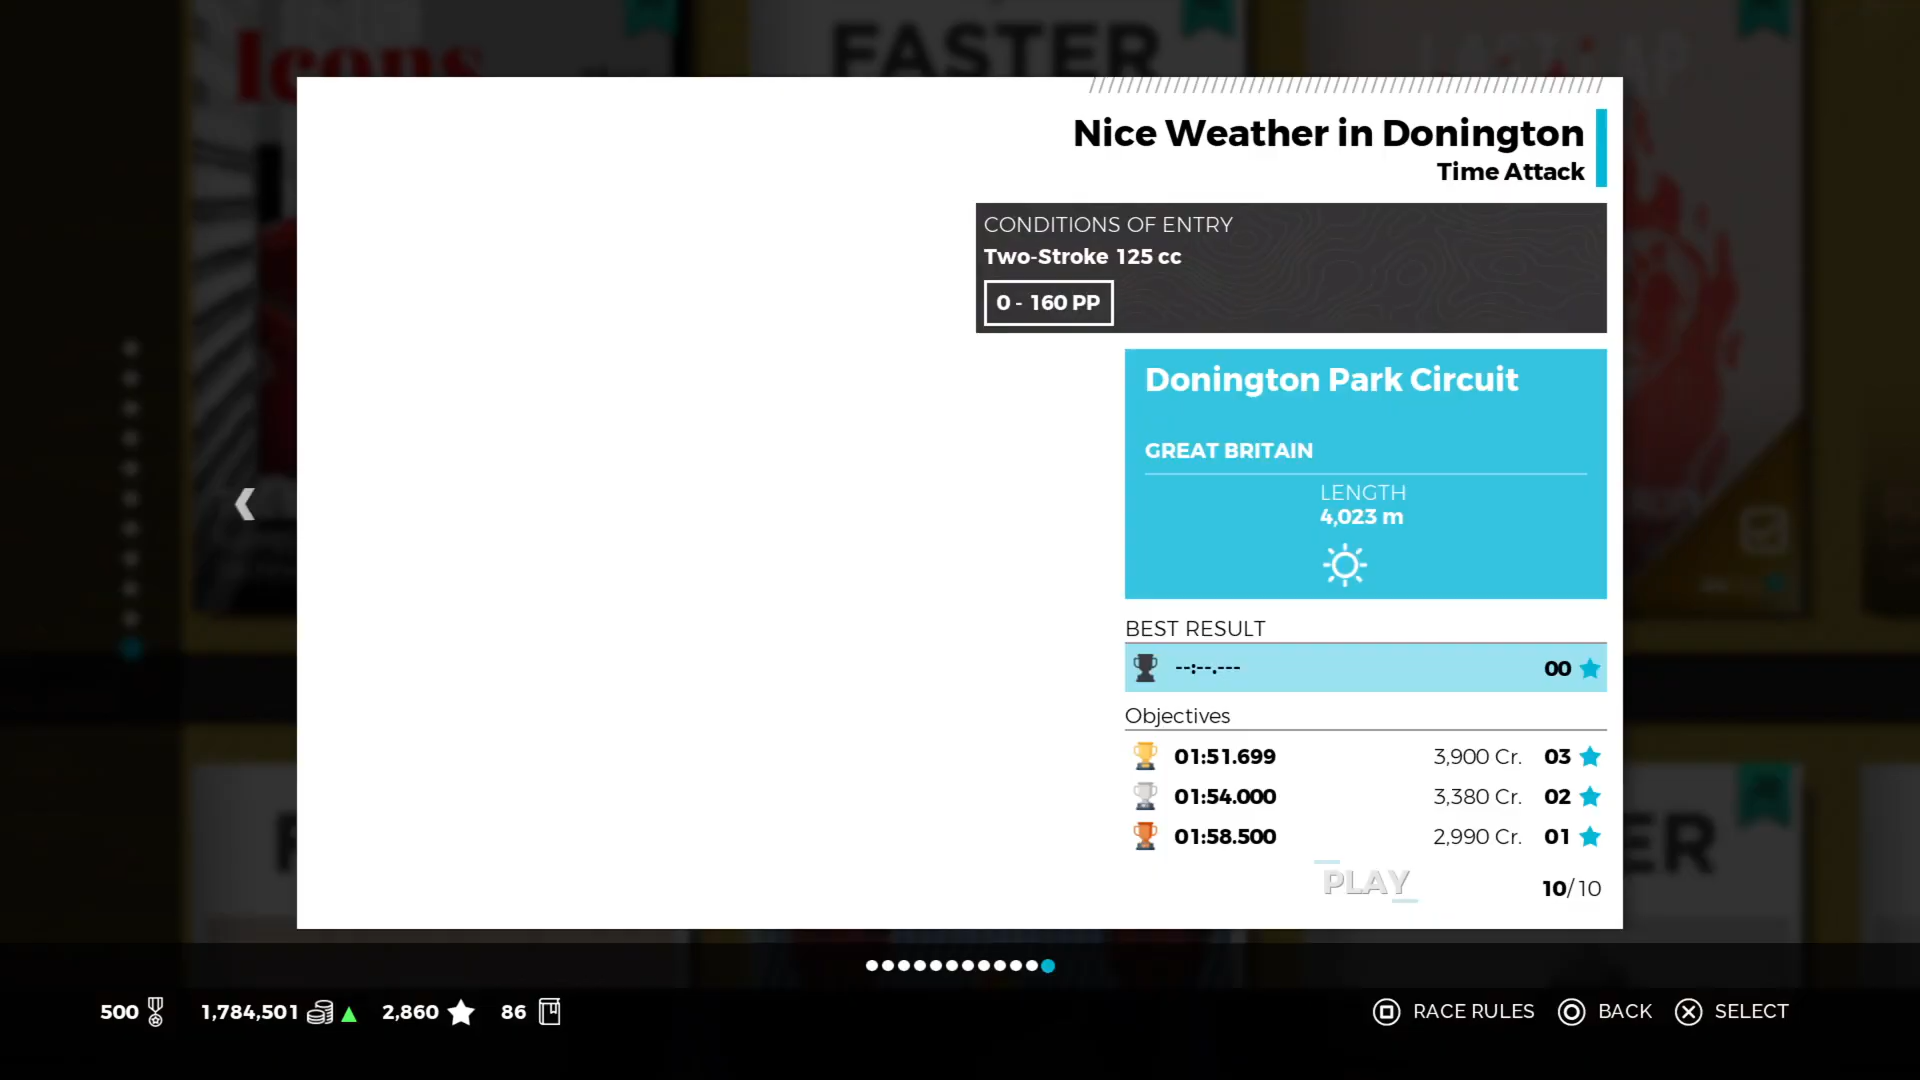 Icons
FASTER
Nice Weather in Donington
Time Attack
CONDITIONS OF ENTRY
Two-Stroke 125 cc
0 - 160 PP
Donington Park Circuit
GREAT BRITAIN
LENGTH
4,023 m
BEST RESULT
--:--.---
00
Objectives
01:51.699 3,900 Cr. 03
01:54.000 3,380 Cr. 02
01:58.500 2,990 Cr. 01
PLAY
10/10
500 1,784,501 2,860 86
RACE RULES BACK SELECT